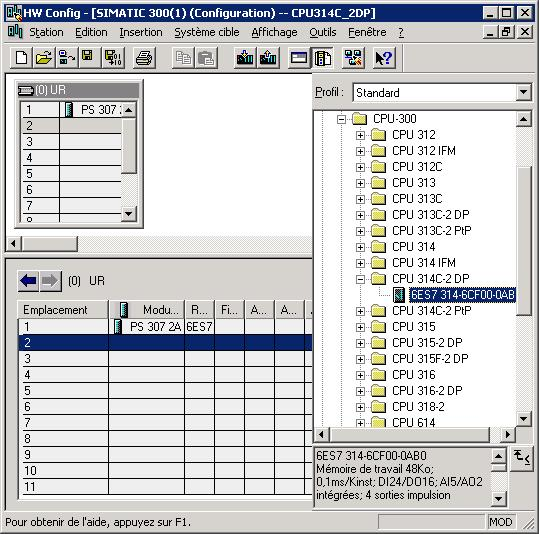 HW Config - [SIMATIC 300(1) (Configuration) -- CPU314C_2DP]
Station Edition Insertion Système cible Affichage Outils Fenêtre ?
(0) UR
1 PS 307 2
2
3
4
5
6
7
Profil : Standard
CPU-300
CPU 312
CPU 312 IFM
CPU 312C
CPU 313
CPU 313C
CPU 313C-2 DP
CPU 313C-2 PtP
CPU 314
CPU 314 IFM
CPU 314C-2 DP
6ES7 314-6CF00-0AB
CPU 314C-2 PtP
CPU 315
CPU 315-2 DP
CPU 315F-2 DP
CPU 316
CPU 316-2 DP
CPU 318-2
CPU 614
(0) UR
Emplacement Modu... R... Fi... A... A...
1 PS 307 2A 6ES7
2
3
4
5
6
7
8
9
10
11
6ES7 314-6CF00-0AB0
Mémoire de travail 48Ko;
0,1ms/Kinst; DI24/DO16; AI5/AO2
intégrées; 4 sorties impulsion
Pour obtenir de l'aide, appuyez sur F1.
MOD